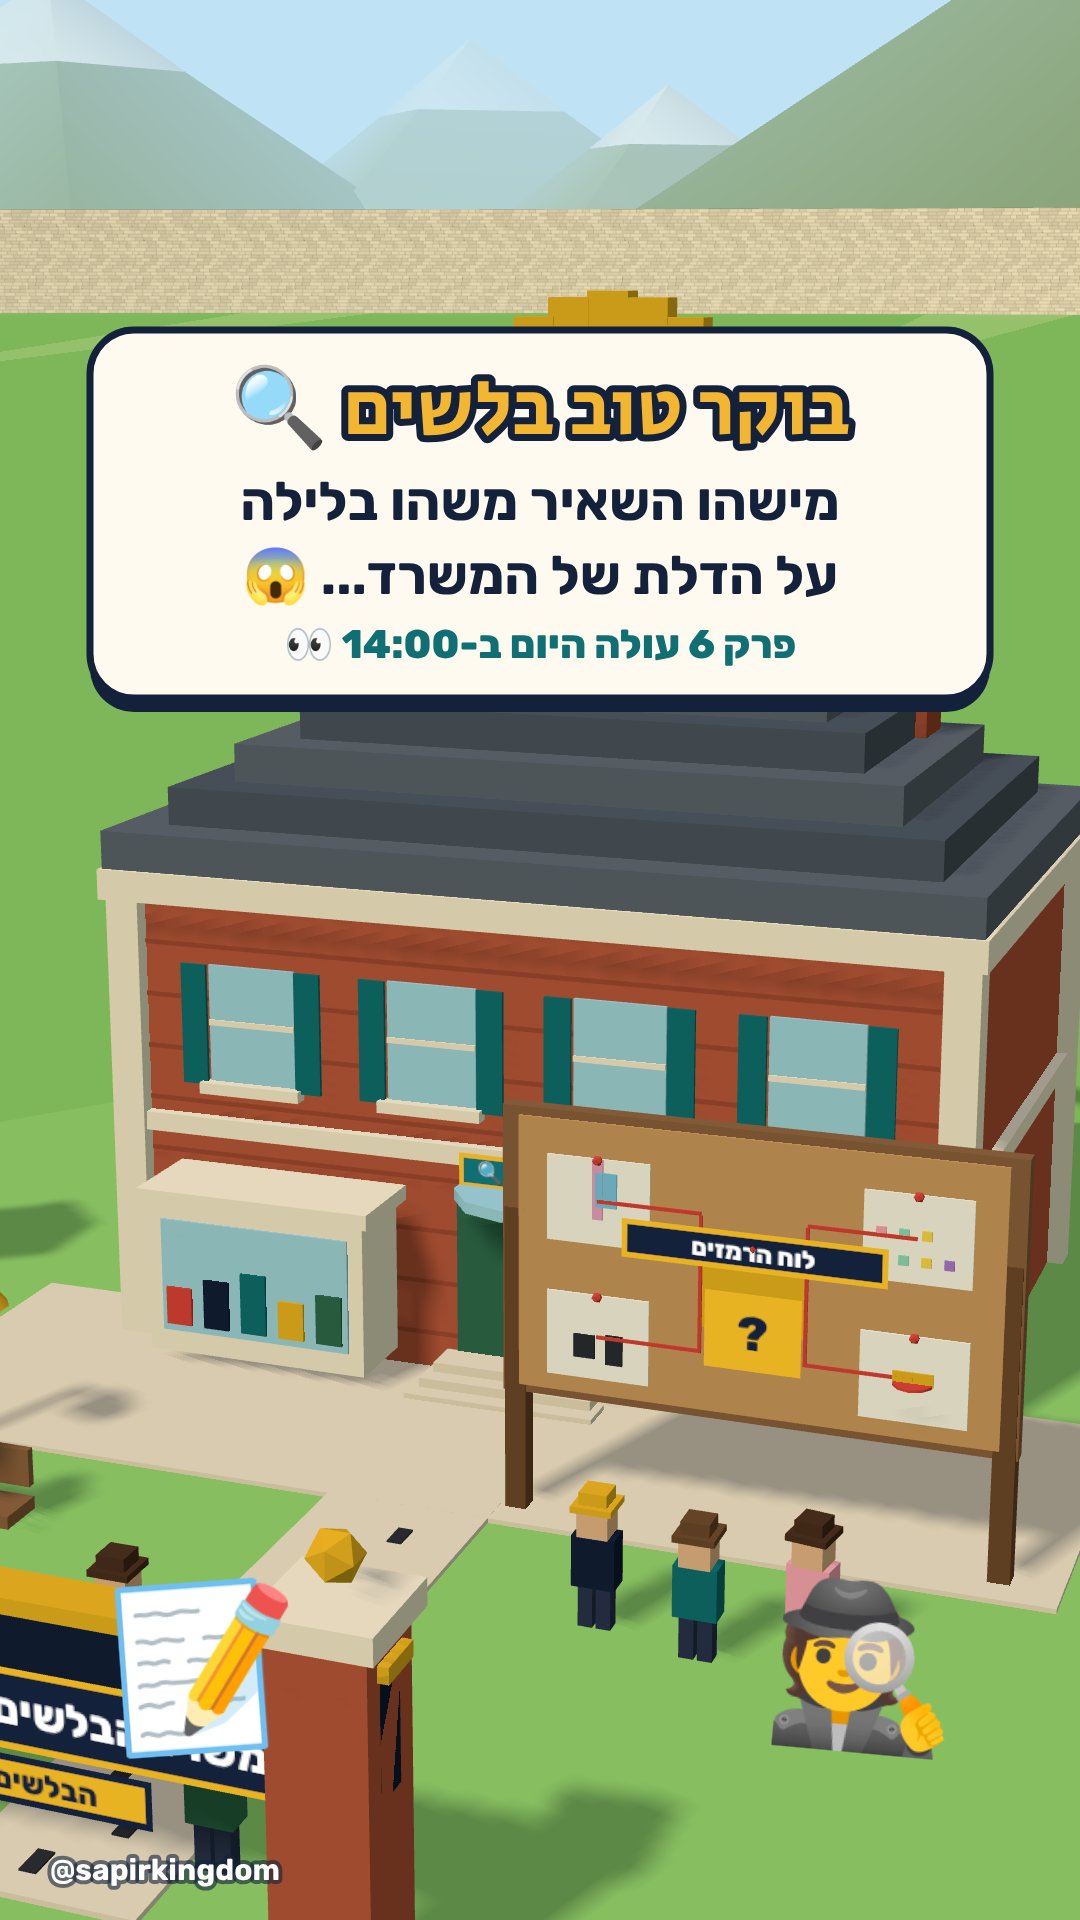 בוקר טוב בלשים 🔍
מישהו השאיר משהו בלילה
על הדלת של המשרד... 😱
פרק 6 עולה היום ב-14:00 👀
לוח הרמזים
?
הבלשים
הבלשים
@sapirkingdom